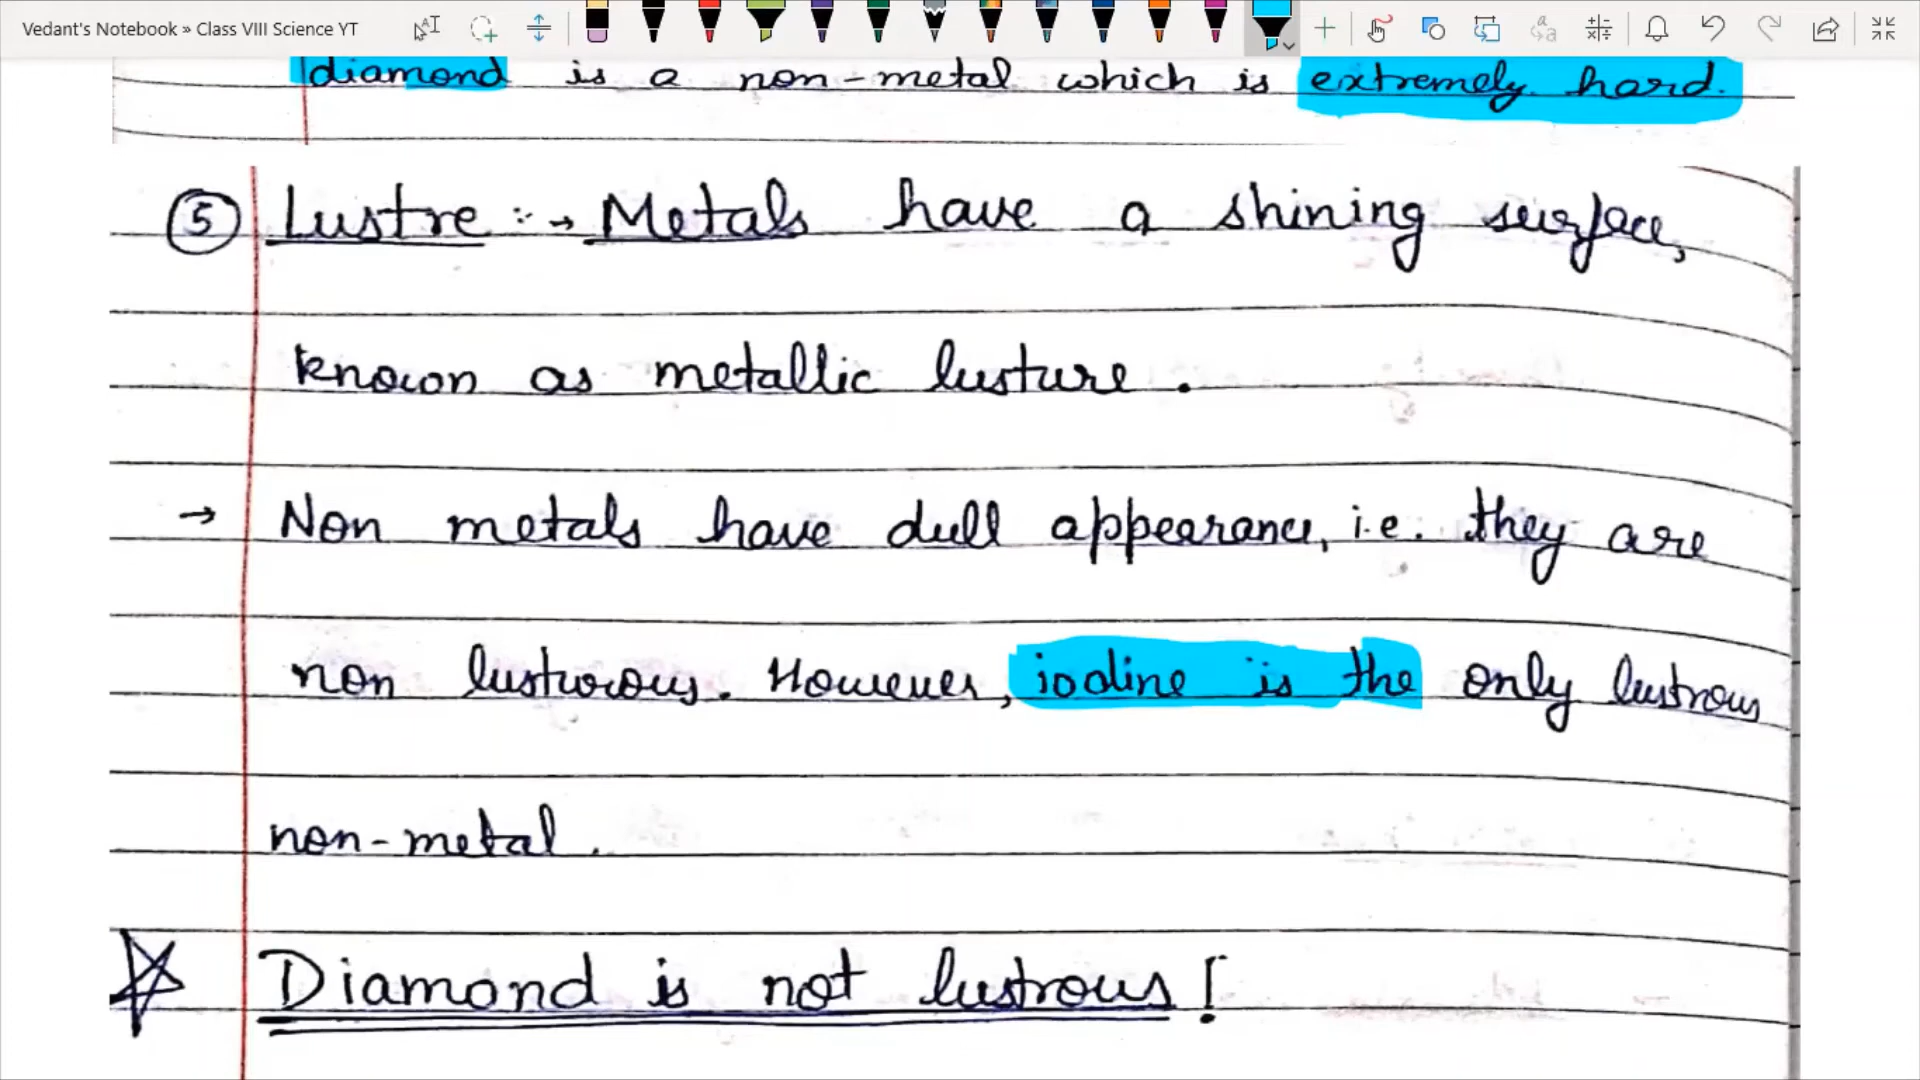 Vedant's Notebook » Class VIII Science YT
diamond is a non-metal which is extremely hard.
⑤ Lustre :→ Metals have a shining surface,
known as metallic lusture.
→ Non metals have dull appearance, i.e. they are
non lusturous. However, iodine is the only lustrous
non-metal.
☆ Diamond is not lustrous!